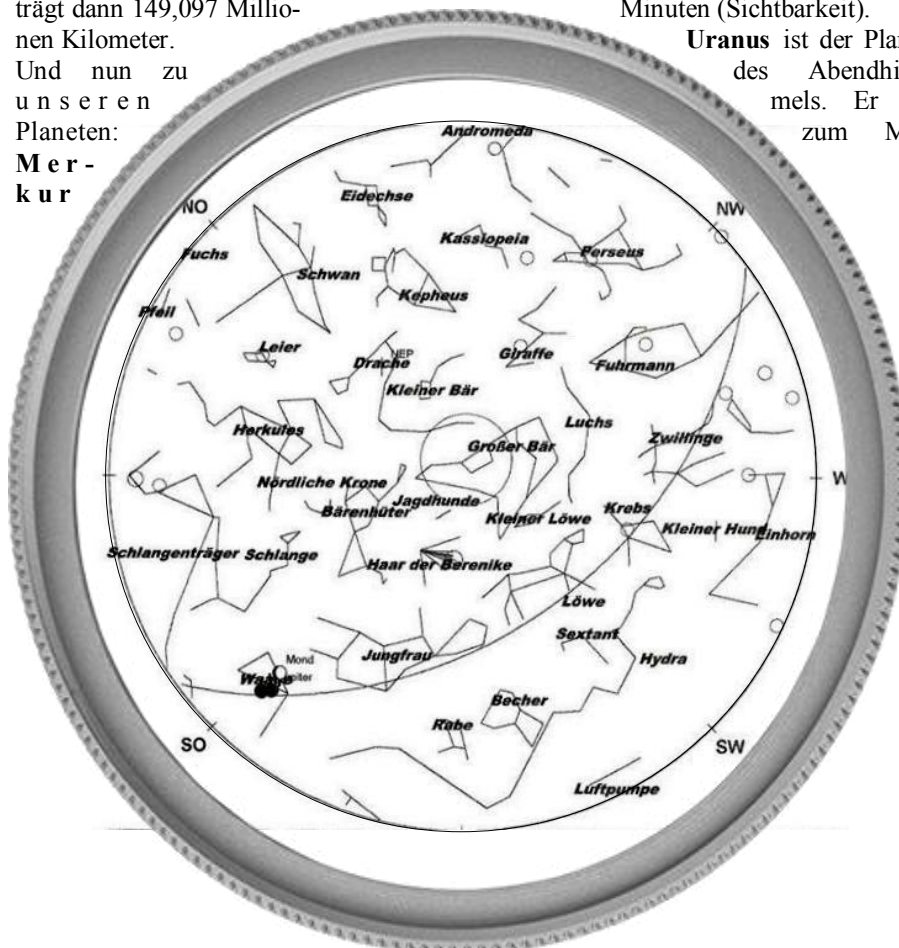 trägt dann 149,097 Millio-
nen Kilometer.
Und nun zu
unseren
Planeten:
Mer-
kur
Minuten (Sichtbarkeit).
Uranus ist der
des Abendhi
mels. Er
zum
Andromeda
Eidechse
NO
NW
Kassiopeia
Perseus
Fuchs
Schwan
Kepheus
Pfeil
Leier
Drache
NEP
Giraffe
Fuhrmann
Kleiner Bär
Herkules
Luchs
Zwillinge
Großer Bär
W
Nördliche Krone
Jagdhunde
Bärenhüter
Kleiner Löwe
Krebs
Kleiner Hund
Einhorn
Schlangenträger
Schlange
Haar der Berenike
Löwe
Sextant
Jungfrau
Hydra
Mond
Waage
Becher
Rabe
SO
SW
Luftpumpe